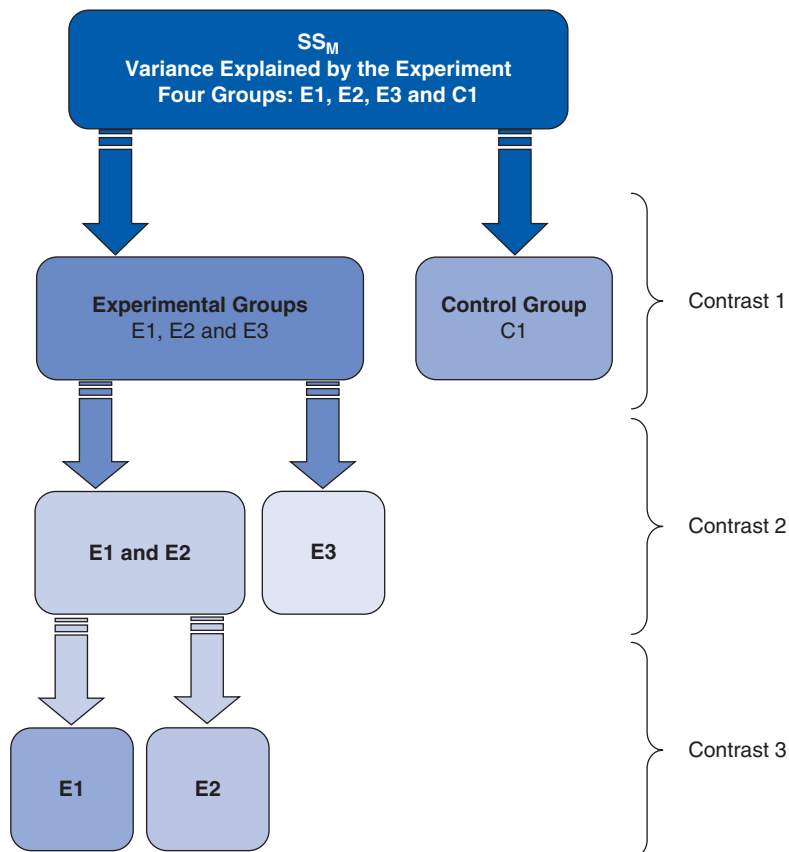 SS_M
Variance Explained by the Experiment
Four Groups: E1, E2, E3 and C1
Experimental Groups
E1, E2 and E3
Control Group
C1
Contrast 1
E1 and E2
E3
Contrast 2
E1
E2
Contrast 3